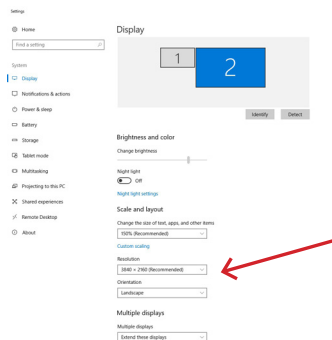 Settings
Home
Display
Find a setting
1
2
System
Display
Notifications & actions
Power & sleep
Identify
Detect
Battery
Brightness and color
Storage
Change brightness
Tablet mode
Multitasking
Night light
Off
Projecting to this PC
Night light settings
Shared experiences
Scale and layout
Remote Desktop
Change the size of text, apps, and other items
About
150% (Recommended)
Custom scaling
Resolution
3840 × 2160 (Recommended)
Orientation
Landscape
Multiple displays
Multiple displays
Extend these displays